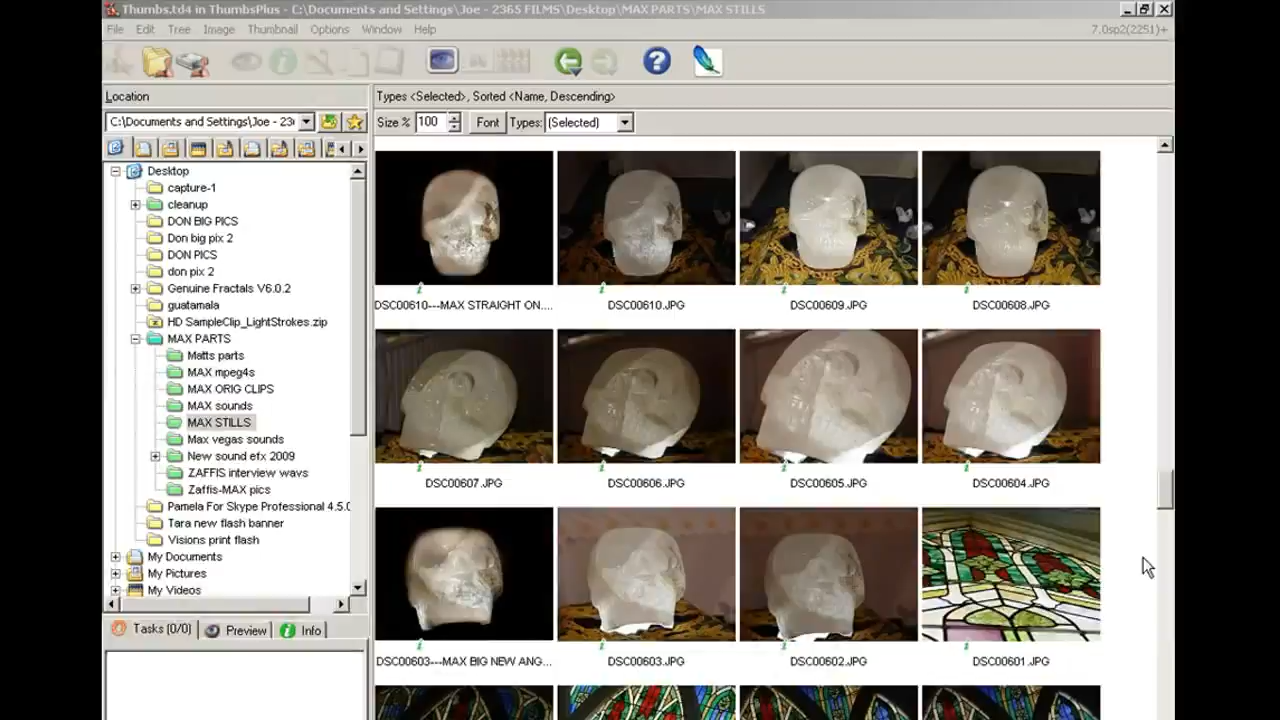 Thumbs.td4 in ThumbsPlus - C:\Documents and Settings\Joe - 2365 FILMS\Desktop\MAX PARTS\MAX STILLS
File Edit Tree Image Thumbnail Options Window Help 7.0sp2(2251)+
Location
Types <Selected>, Sorted <Name, Descending>
C:\Documents and Settings\Joe - 23
Size % 100 Font Types: (Selected)
Desktop
capture-1
cleanup
DON BIG PICS
Don big pix 2
DON PICS
don pix 2
Genuine Fractals V6.0.2
guatamala
HD SampleClip_LightStrokes.zip
MAX PARTS
Matts parts
MAX mpeg4s
MAX ORIG CLIPS
MAX sounds
MAX STILLS
Max vegas sounds
New sound efx 2009
ZAFFIS interview wavs
Zaffis-MAX pics
Pamela For Skype Professional 4.5.0
Tara new flash banner
Visions print flash
My Documents
My Pictures
My Videos
Tasks (0/0) Preview Info
DSC00610---MAX STRAIGHT ON.... DSC00610.JPG DSC00609.JPG DSC00608.JPG
DSC00607.JPG DSC00606.JPG DSC00605.JPG DSC00604.JPG
DSC00603---MAX BIG NEW ANG... DSC00603.JPG DSC00602.JPG DSC00601.JPG